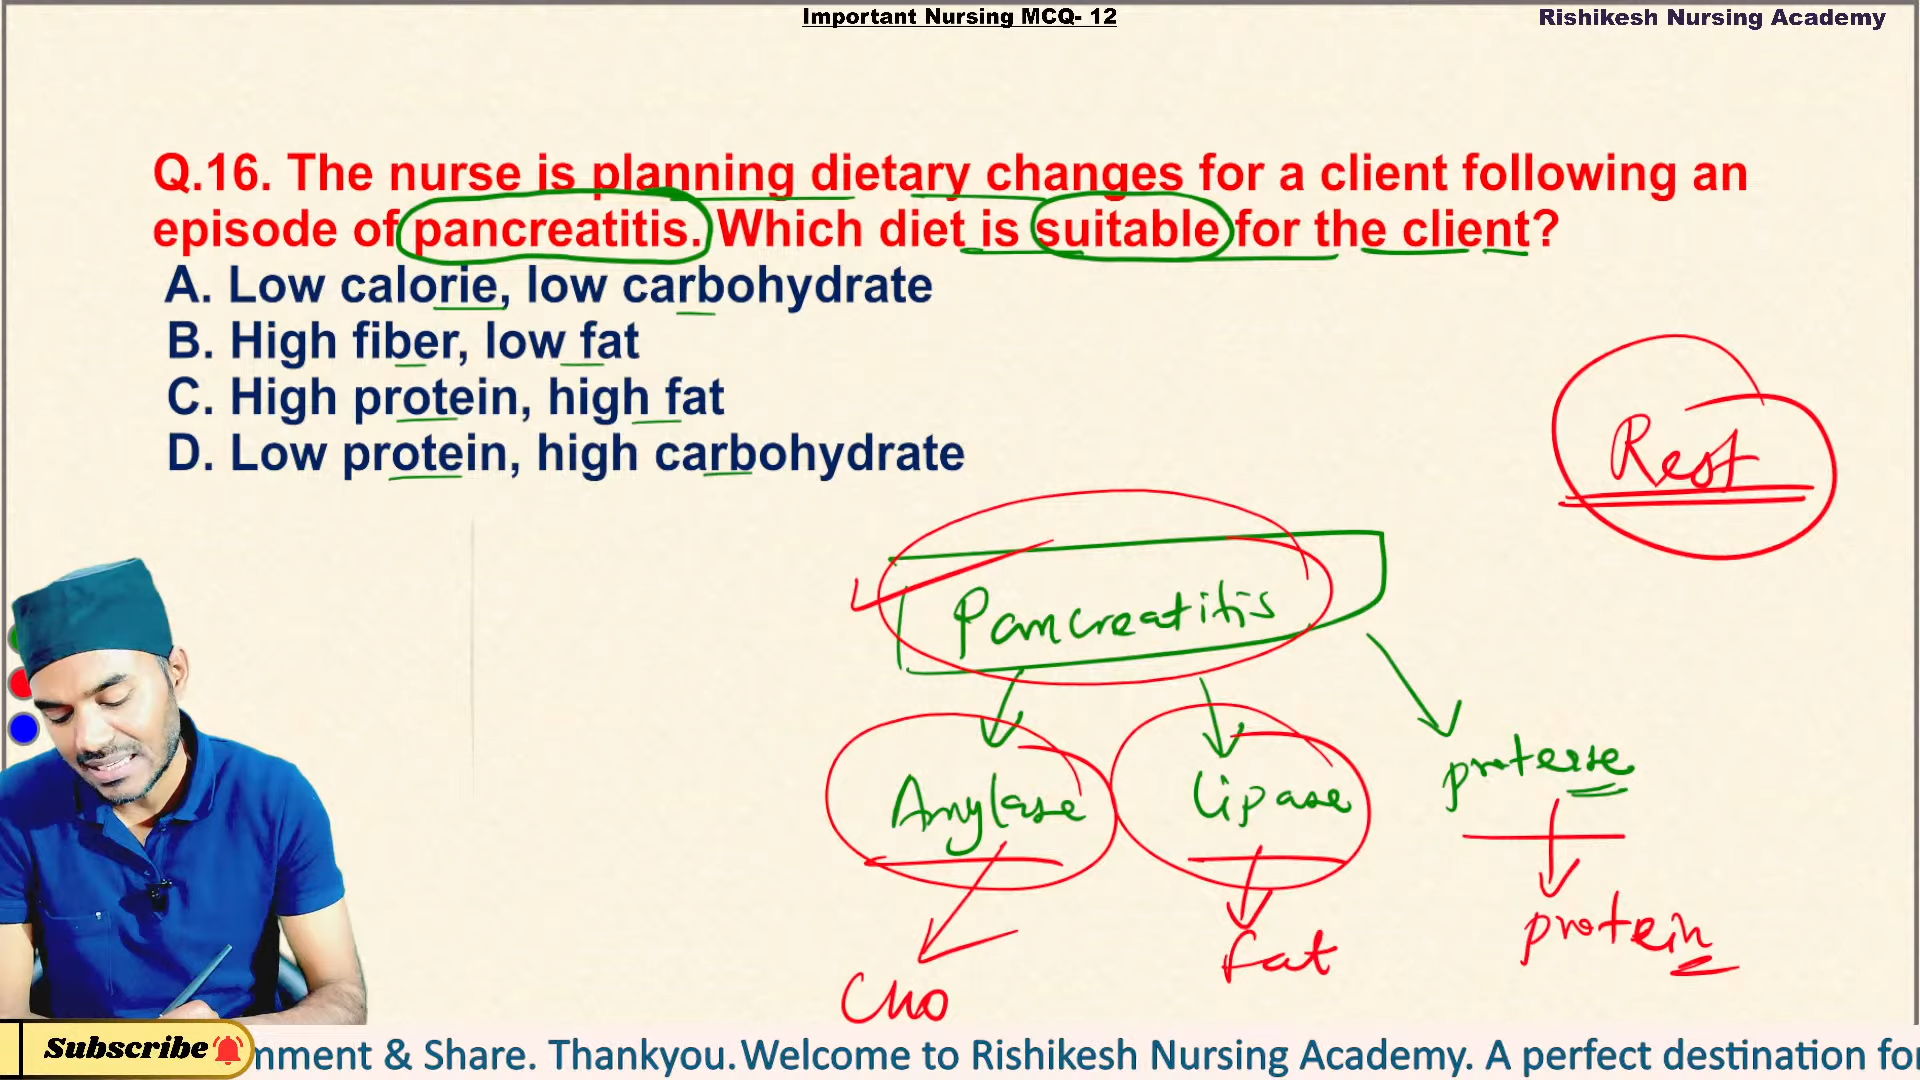 Important Nursing MCQ- 12
Rishikesh Nursing Academy
Q.16. The nurse is planning dietary changes for a client following an
episode of pancreatitis. Which diet is suitable for the client?
A. Low calorie, low carbohydrate
B. High fiber, low fat
C. High protein, high fat
D. Low protein, high carbohydrate
Rest
Pancreatitis
Anylase
Lipase
protease
protein
fat
CHO
Subscribe
mment & Share. Thankyou.Welcome to Rishikesh Nursing Academy. A perfect destination fo